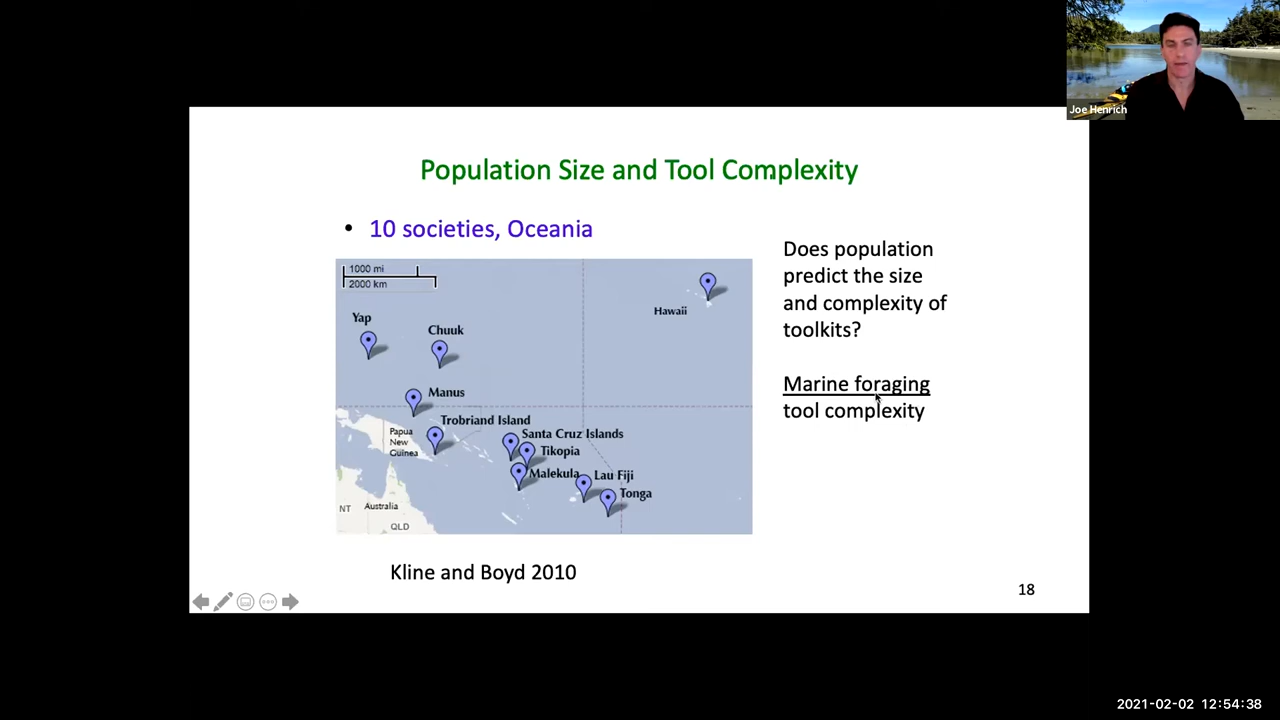 Joe Henrich
Population Size and Tool Complexity
• 10 societies, Oceania
1000 mi
2000 km
Hawaii
Yap
Chuuk
Manus
Trobriand Island
Papua
New
Guinea
Santa Cruz Islands
Tikopia
Malekula
Lau Fiji
Tonga
NT
Australia
QLD
Does population
predict the size
and complexity of
toolkits?
Marine foraging
tool complexity
Kline and Boyd 2010
18
2021-02-02 12:54:38